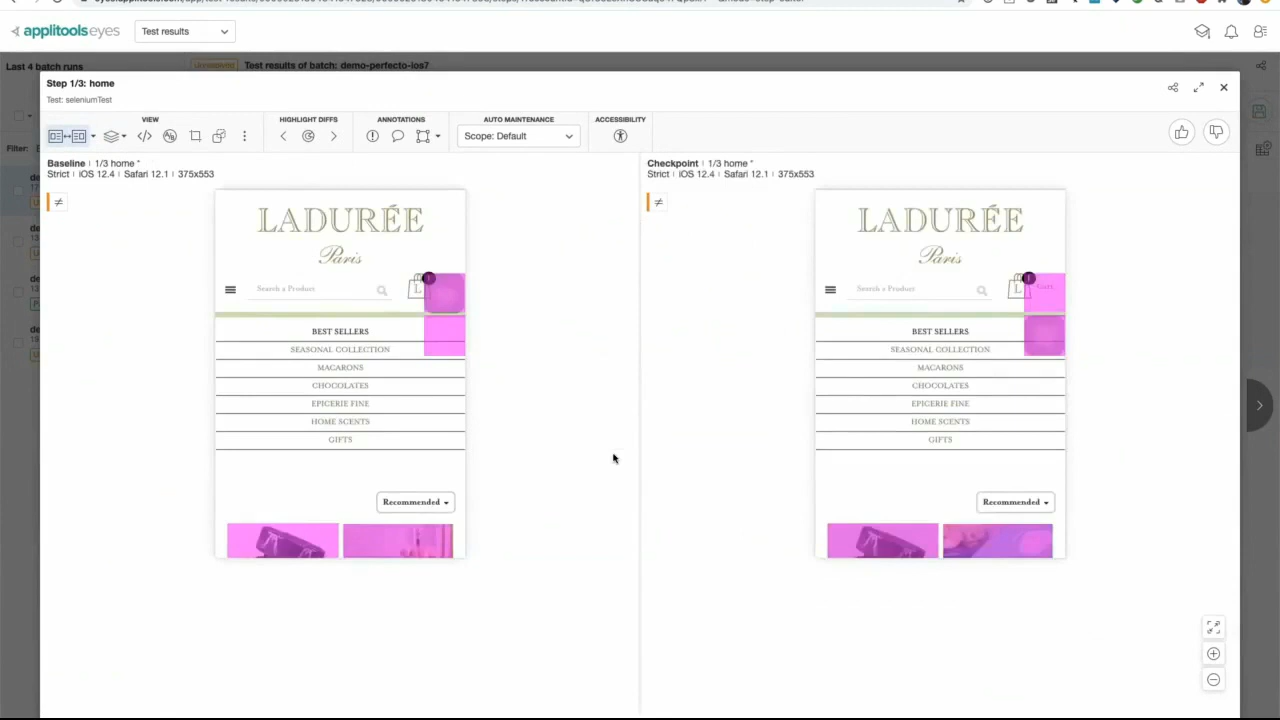 applitools eyes
Test results
Last 4 batch runs
Unresolved
Test results of batch: demo-perfecto-ios7
Step 1/3: home
Test: seleniumTest
VIEW
HIGHLIGHT DIFFS
ANNOTATIONS
AUTO MAINTENANCE
ACCESSIBILITY
Scope: Default
Filter:
Baseline | 1/3 home *
Strict | iOS 12.4 | Safari 12.1 | 375x553
≠
LADURÉE
Paris
Search a Product
L
BEST SELLERS
SEASONAL COLLECTION
MACARONS
CHOCOLATES
EPICERIE FINE
HOME SCENTS
GIFTS
Recommended
Checkpoint | 1/3 home *
Strict | iOS 12.4 | Safari 12.1 | 375x553
≠
LADURÉE
Paris
Search a Product
L
Cart
BEST SELLERS
SEASONAL COLLECTION
MACARONS
CHOCOLATES
EPICERIE FINE
HOME SCENTS
GIFTS
Recommended